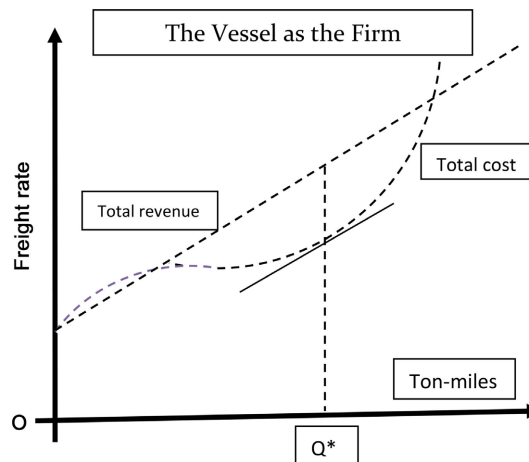 The Vessel as the Firm
Freight rate
Total revenue
Total cost
Ton-miles
O
Q*